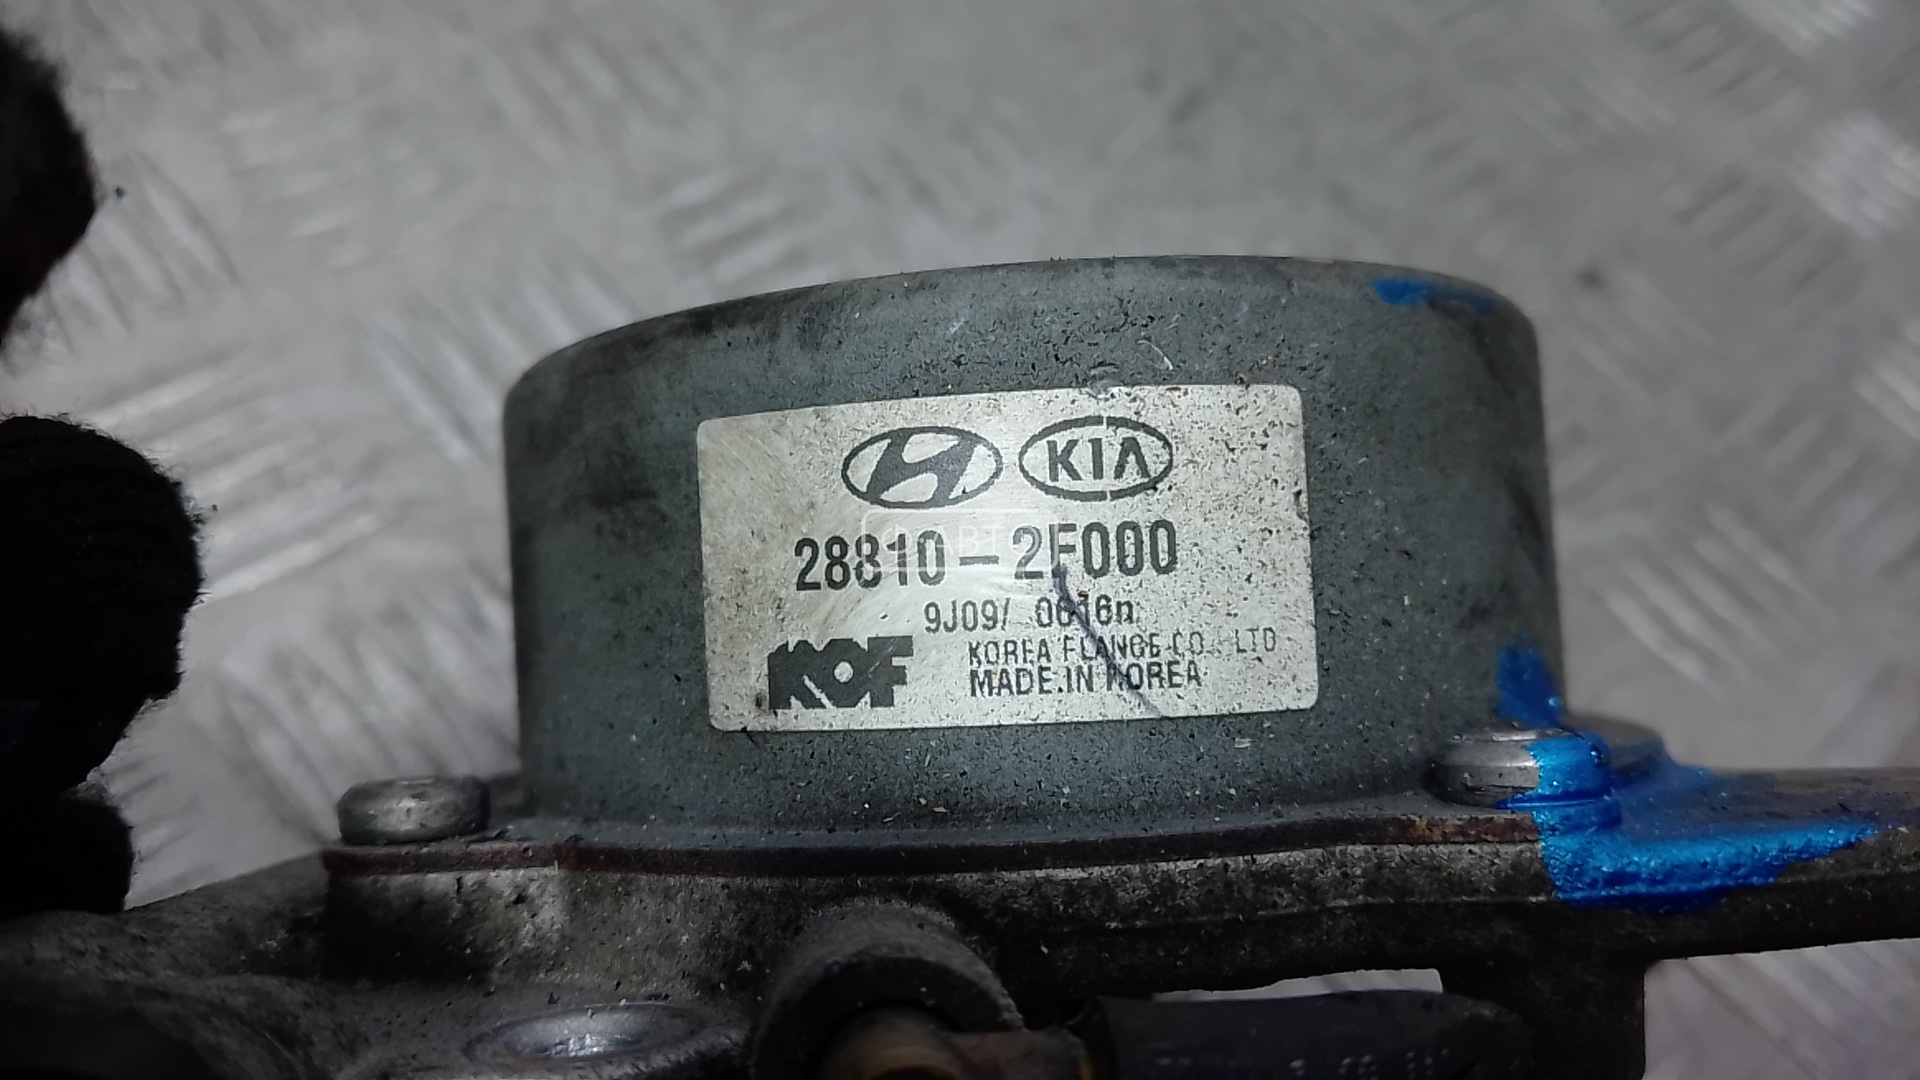 KIA
28810-2F000
9J09/ 0616n
KOF
KOREA FLANGE CO., LTD
MADE IN KOREA